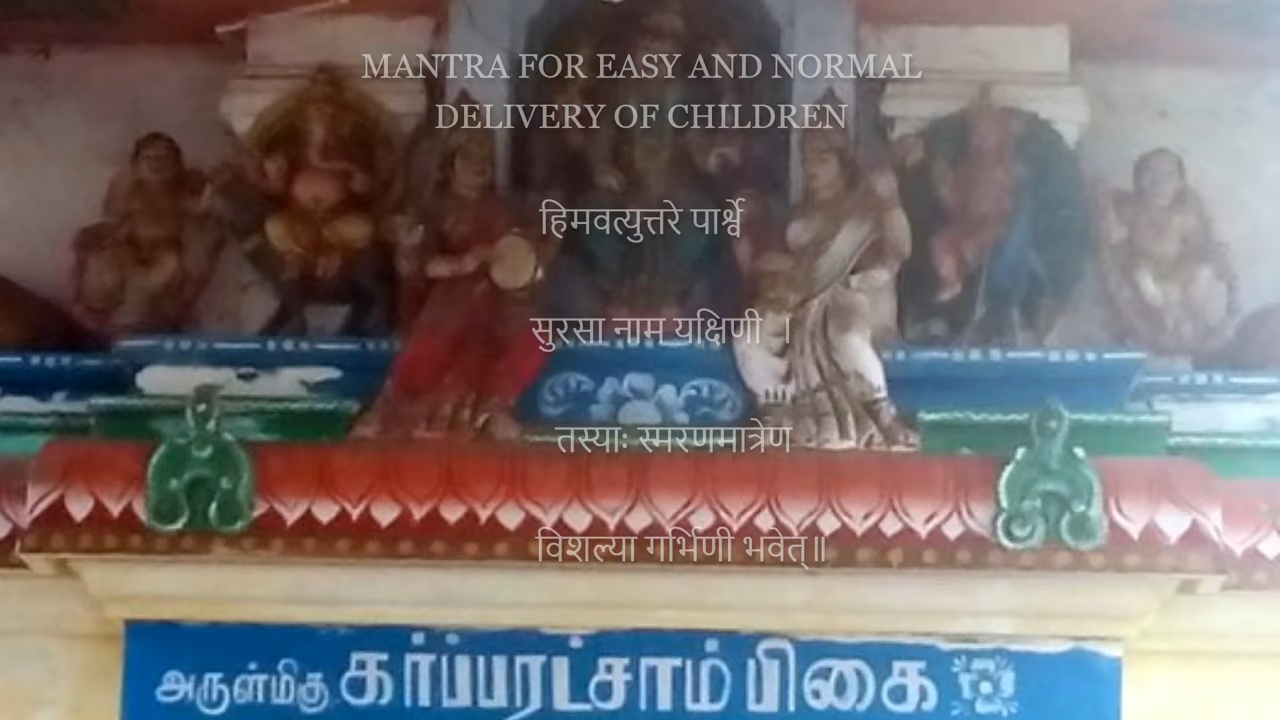 MANTRA FOR EASY AND NORMAL
DELIVERY OF CHILDREN
हिमवत्युत्तरे पार्श्वे
सुरसा नाम यक्षिणी ।
तस्याः स्मरणमात्रेण
विशल्या गर्भिणी भवेत्॥
அருள்மிகு கர்ப்பரட்சாம்பிகை